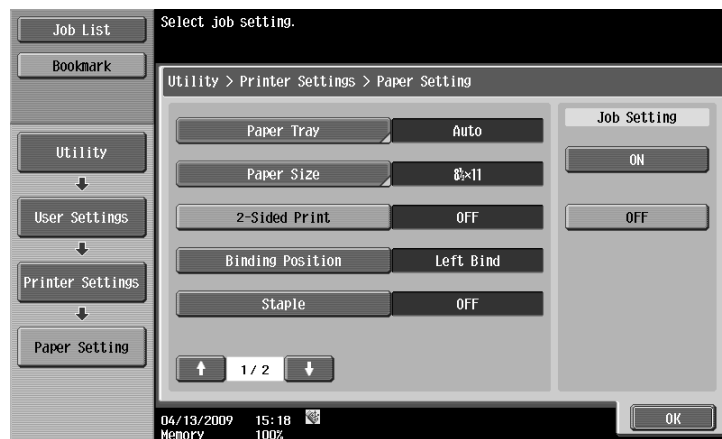 Job List
Bookmark
Utility
User Settings
Printer Settings
Paper Setting
Select job setting.
Utility > Printer Settings > Paper Setting
Paper Tray Auto
Paper Size 8½×11
2-Sided Print OFF
Binding Position Left Bind
Staple OFF
1/2
Job Setting
ON
OFF
04/13/2009 15:18
Memory 100%
OK